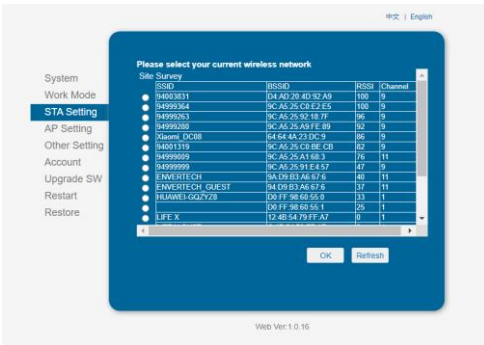 中文 | English
Please select your current wireless network
Site Survey
SSID BSSID RSSI Channel
94003831 D4:AD:20:4D:92:A9 100 9
94999364 9C:A5:25:C0:E2:E5 100 9
94999263 9C:A5:25:92:18:7F 96 9
94999280 9C:A5:25:A9:FE:89 92 9
Xiaomi_DC08 64:64:4A:23:DC:9 86 9
94001319 9C:A5:25:C0:BE:CB 82 9
94999009 9C:A5:25:A1:68:3 76 11
94999999 9C:A5:25:91:E4:57 47 9
ENVERTECH 9A:D9:B3:A6:67:6 40 11
ENVERTECH_GUEST 94:D9:B3:A6:67:6 37 11
HUAWEI-GQZYZ8 D0:FF:98:60:55:0 33 1
D0:FF:98:60:55:1 25 1
LIFE X 12:4B:54:79:FF:A7 0 1
System
Work Mode
STA Setting
AP Setting
Other Setting
Account
Upgrade SW
Restart
Restore
OK Refresh
Web Ver:1.0.16